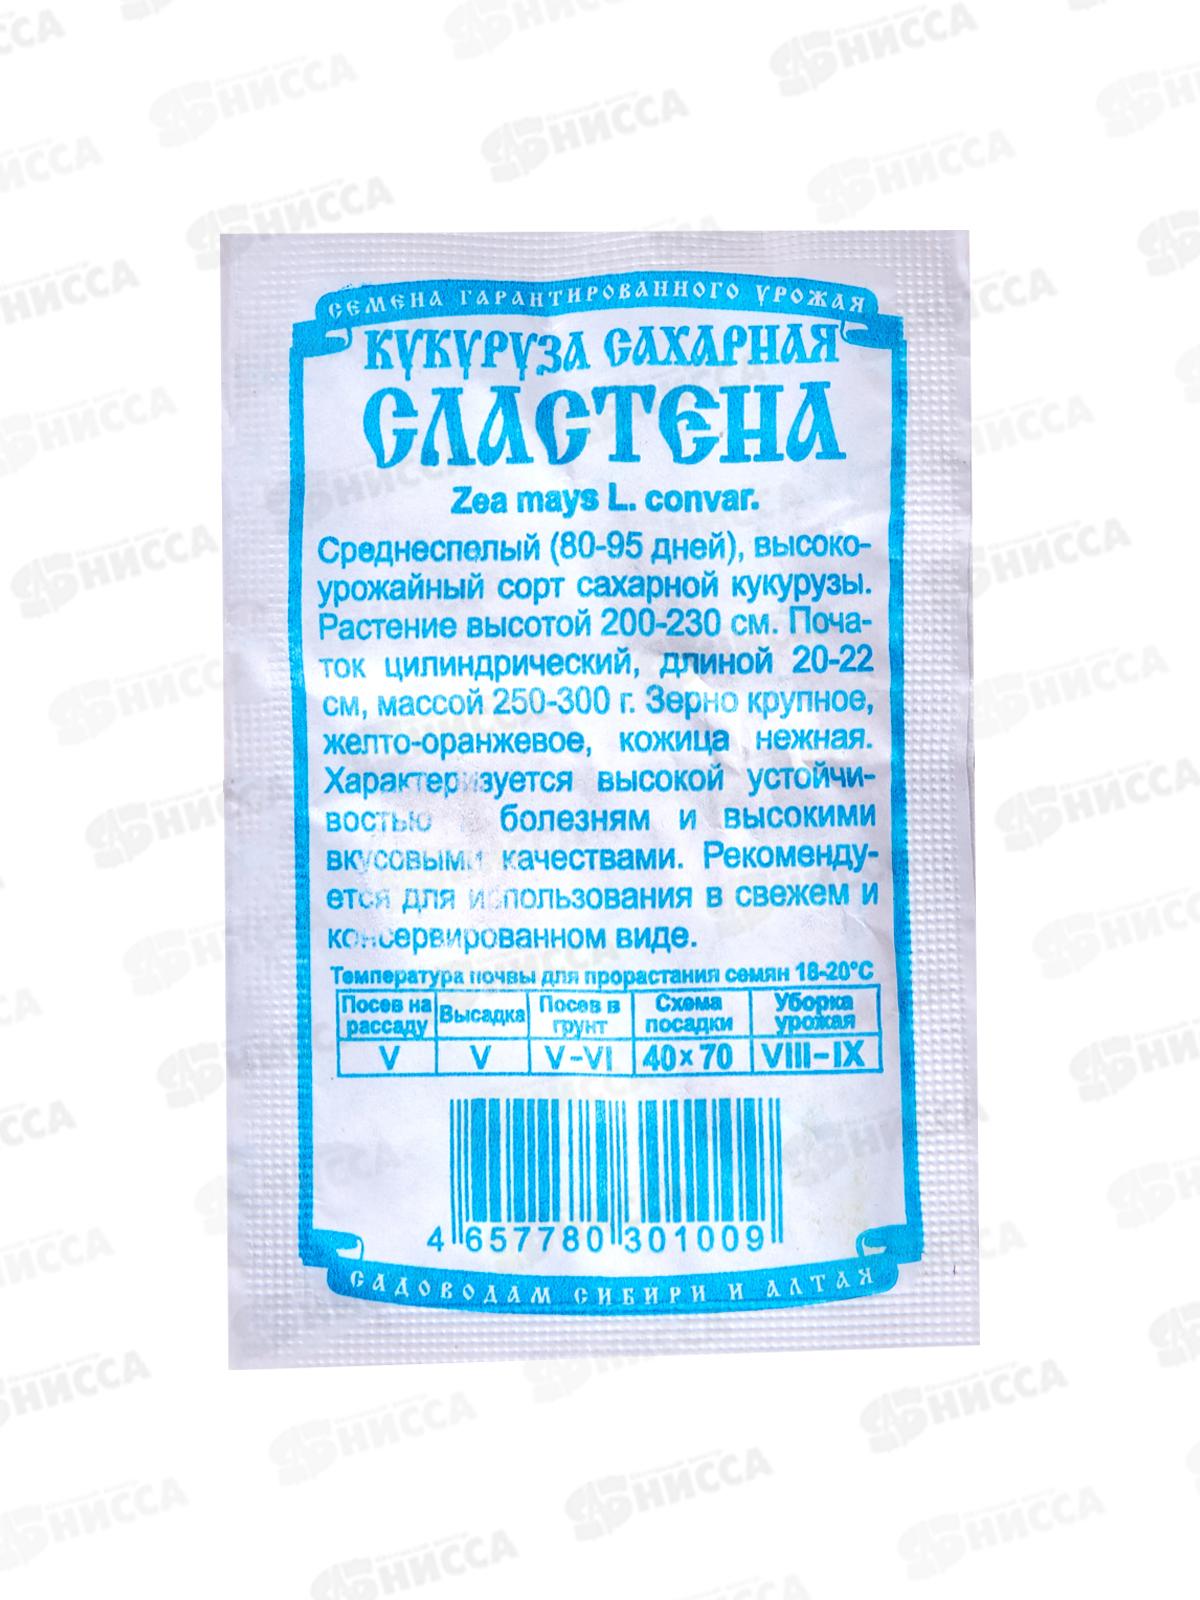 СЕМЕНА ГАРАНТИРОВАННОГО УРОЖАЯ
КУКУРУЗА САХАРНАЯ
СЛАСТЕНА
Zea mays L. convar.
Среднеспелый (80-95 дней), высоко-
урожайный сорт сахарной кукурузы.
Растение высотой 200-230 см. Поча-
ток цилиндрический, длиной 20-22
см, массой 250-300 г. Зерно крупное,
желто-оранжевое, кожица нежная.
Характеризуется высокой устойчи-
востью болезням и высокими
вкусовыми качествами. Рекоменду-
ется для использования в свежем и
консервированном виде.
Температура почвы для прорастания семян 18-20°С
Посев на рассаду Высадка Посев в грунт Схема посадки Уборка урожая
V V V-VI 40×70 VIII-IX
4 657780 301009
САДОВОДАМ СИБИРИ И АЛТАЯ